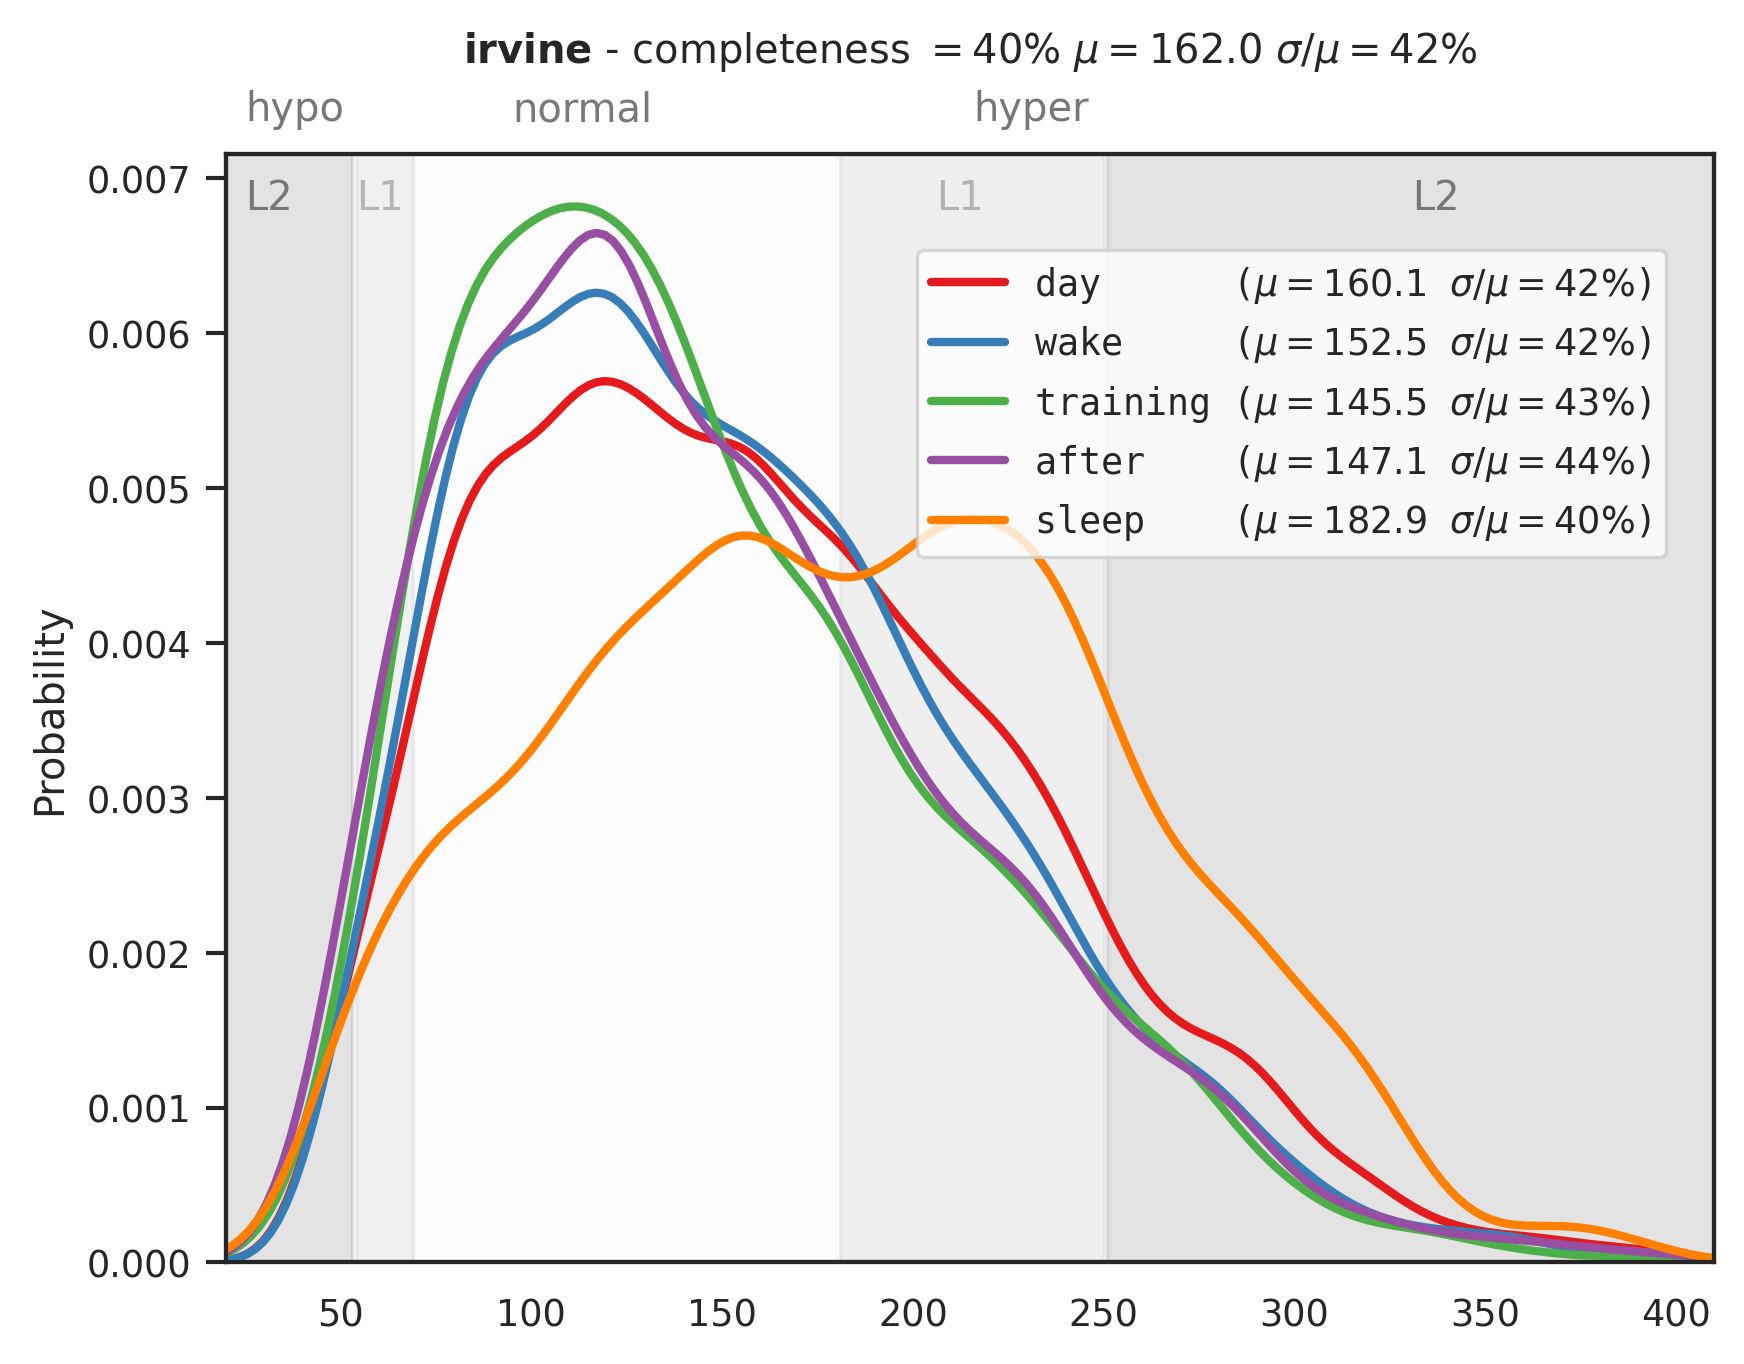 irvine - completeness = 40% μ = 162.0 σ/μ = 42%
hypo normal hyper
L2 L1 L1 L2
0.007
0.006
0.005
0.004
0.003
0.002
0.001
0.000
Probability
day (μ = 160.1 σ/μ = 42%)
wake (μ = 152.5 σ/μ = 42%)
training (μ = 145.5 σ/μ = 43%)
after (μ = 147.1 σ/μ = 44%)
sleep (μ = 182.9 σ/μ = 40%)
50 100 150 200 250 300 350 400